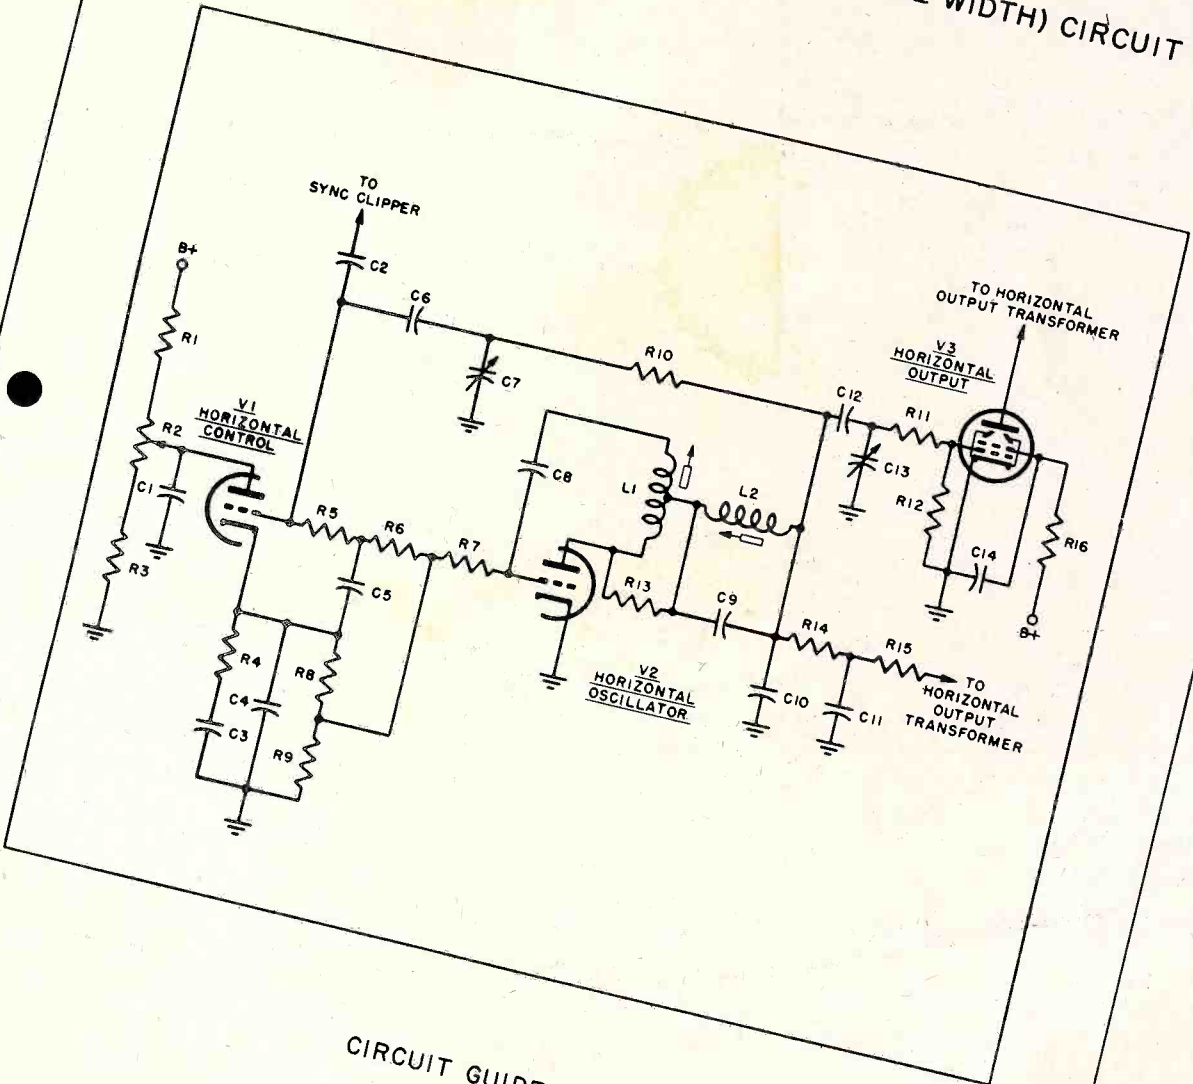 WIDTH) CIRCUIT
TO
SYNC CLIPPER
B+
C2
C6
R1
C7
R10
TO HORIZONTAL
OUTPUT TRANSFORMER
V3
HORIZONTAL
OUTPUT
C12
R11
C13
R12
C14
R16
B+
V1
HORIZONTAL
CONTROL
R2
C1
R3
R5
R6
R7
C8
L1
L2
C5
R13
C9
R14
R15
TO
HORIZONTAL
OUTPUT
TRANSFORMER
R4
R8
C4
C3
R9
V2
HORIZONTAL
OSCILLATOR
C10
C11
CIRCUIT GUIDE